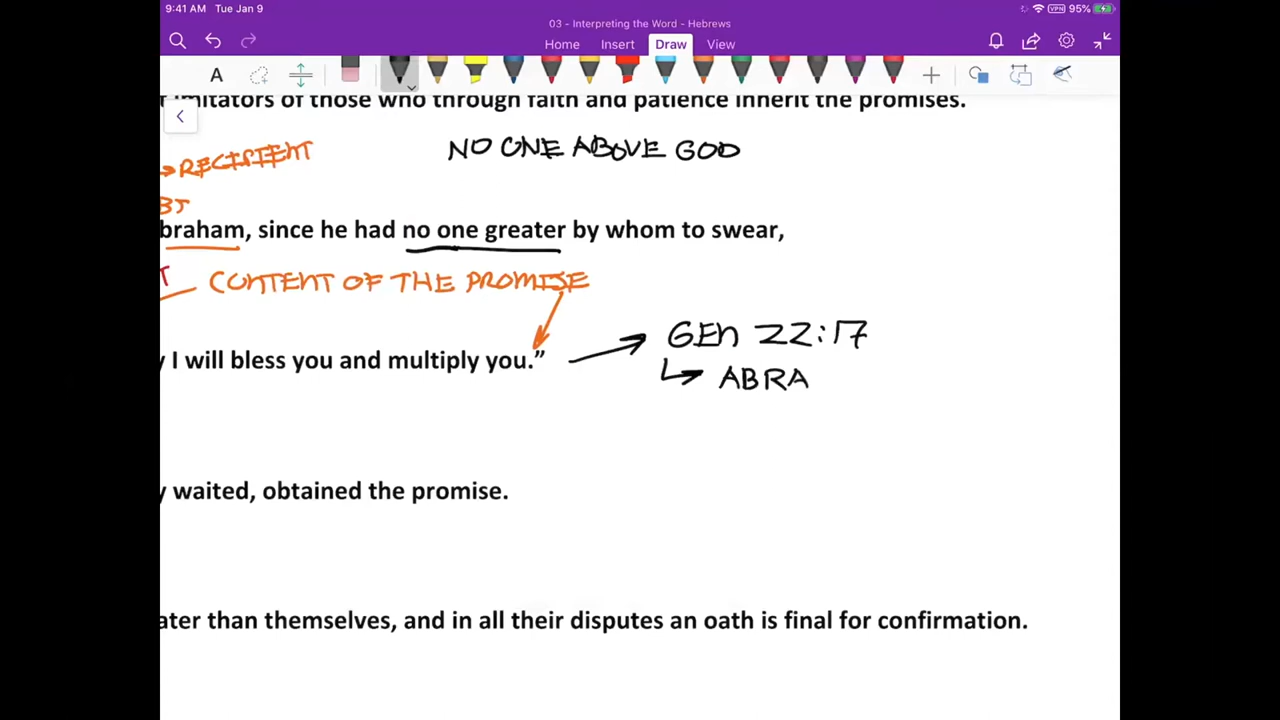 9:41 AM Tue Jan 9
VPN 95%
03 - Interpreting the Word - Hebrews
Home Insert Draw View
A
imitators of those who through faith and patience inherit the promises.
NO ONE ABOVE GOD
RECIPIENT
braham, since he had no one greater by whom to swear,
CONTENT OF THE PROMISE
GEn 22:17
y I will bless you and multiply you.”
ABRA
y waited, obtained the promise.
ater than themselves, and in all their disputes an oath is final for confirmation.